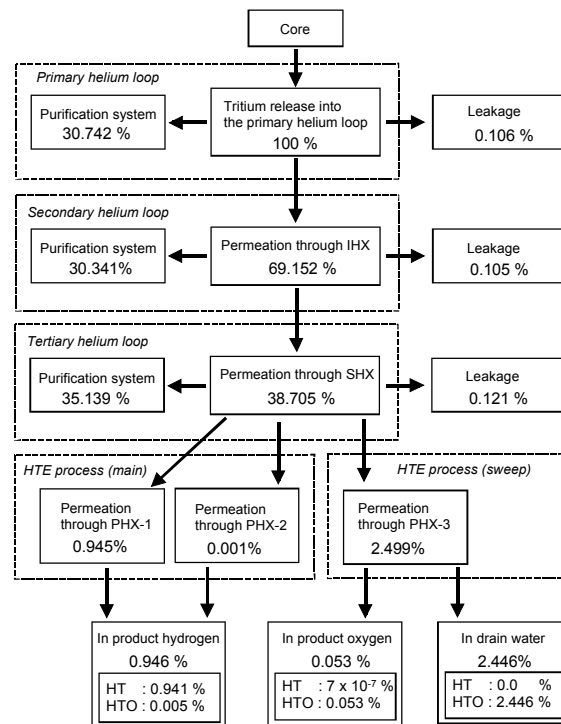 Core
Primary helium loop
Purification system
30.742 %
Tritium release into
the primary helium loop
100 %
Leakage
0.106 %
Secondary helium loop
Purification system
30.341%
Permeation through IHX
69.152 %
Leakage
0.105 %
Tertiary helium loop
Purification system
35.139 %
Permeation through SHX
38.705 %
Leakage
0.121 %
HTE process (main)
Permeation
through PHX-1
0.945%
Permeation
through PHX-2
0.001%
HTE process (sweep)
Permeation
through PHX-3
2.499%
In product hydrogen
0.946 %
HT : 0.941 %
HTO : 0.005 %
In product oxygen
0.053 %
HT : 7 x 10⁻⁷ %
HTO : 0.053 %
In drain water
2.446%
HT : 0.0 %
HTO : 2.446 %